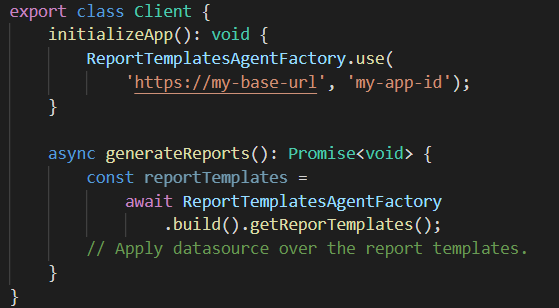 export class Client {
    initializeApp(): void {
        ReportTemplatesAgentFactory.use(
            'https://my-base-url', 'my-app-id');
    }

    async generateReports(): Promise<void> {
        const reportTemplates =
            await ReportTemplatesAgentFactory
                .build().getReporTemplates();
        // Apply datasource over the report templates.
    }
}